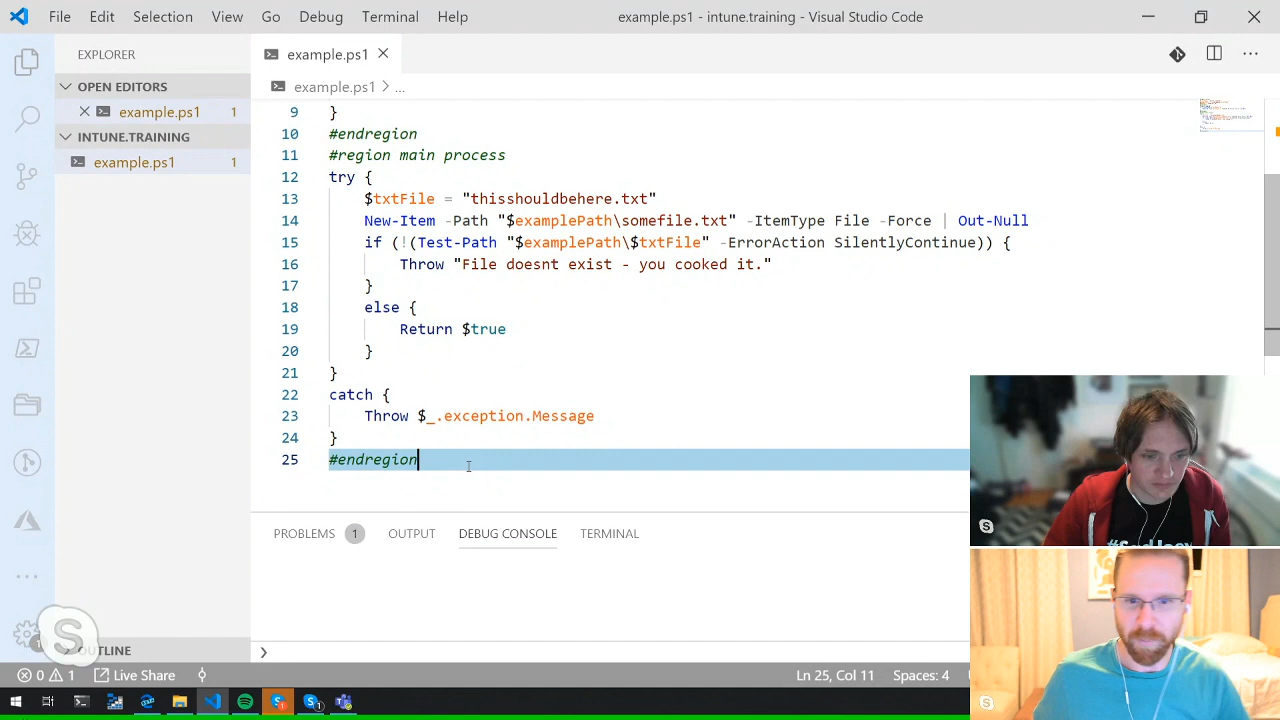 Go Debug Terminal Help example.ps1 - intune.training - Visual Studio Code
EXPLORER
OPEN EDITORS
example.ps1 1
INTUNE.TRAINING
example.ps1 1
OUTLINE
example.ps1
example.ps1 > ...
9 }
10 #endregion
11 #region main process
12 try {
13 $txtFile = "thisshouldbehere.txt"
14 New-Item -Path "$examplePath\somefile.txt" -ItemType File -Force | Out-Null
15 if (!(Test-Path "$examplePath\$txtFile" -ErrorAction SilentlyContinue)) {
16 Throw "File doesnt exist - you cooked it."
17 }
18 else {
19 Return $true
20 }
21 }
22 catch {
23 Throw $_.exception.Message
24 }
25 #endregion
PROBLEMS 1 OUTPUT DEBUG CONSOLE TERMINAL
0 1 Live Share Ln 25, Col 11 Spaces: 4